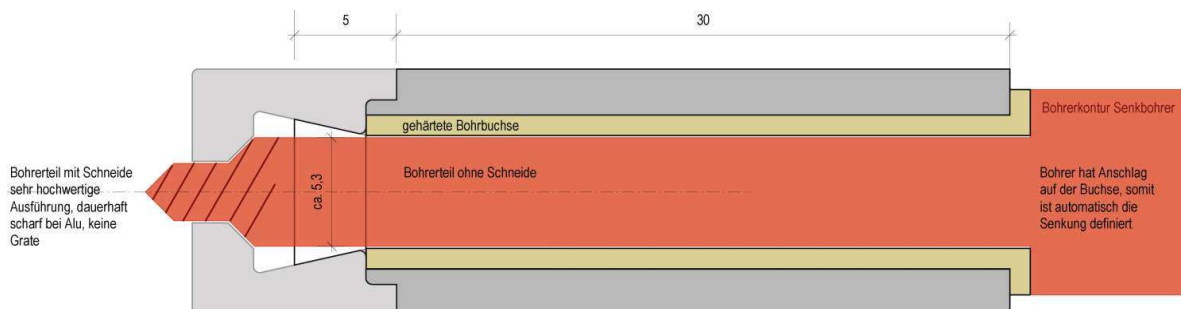 5
30
Bohrerkontur Senkbohrer
gehärtete Bohrbuchse
Bohrerteil mit Schneide
sehr hochwertige
Ausführung, dauerhaft
scharf bei Alu, keine
Grate
ca. 5,3
Bohrerteil ohne Schneide
Bohrer hat Anschlag
auf der Buchse, somit
ist automatisch die
Senkung definiert